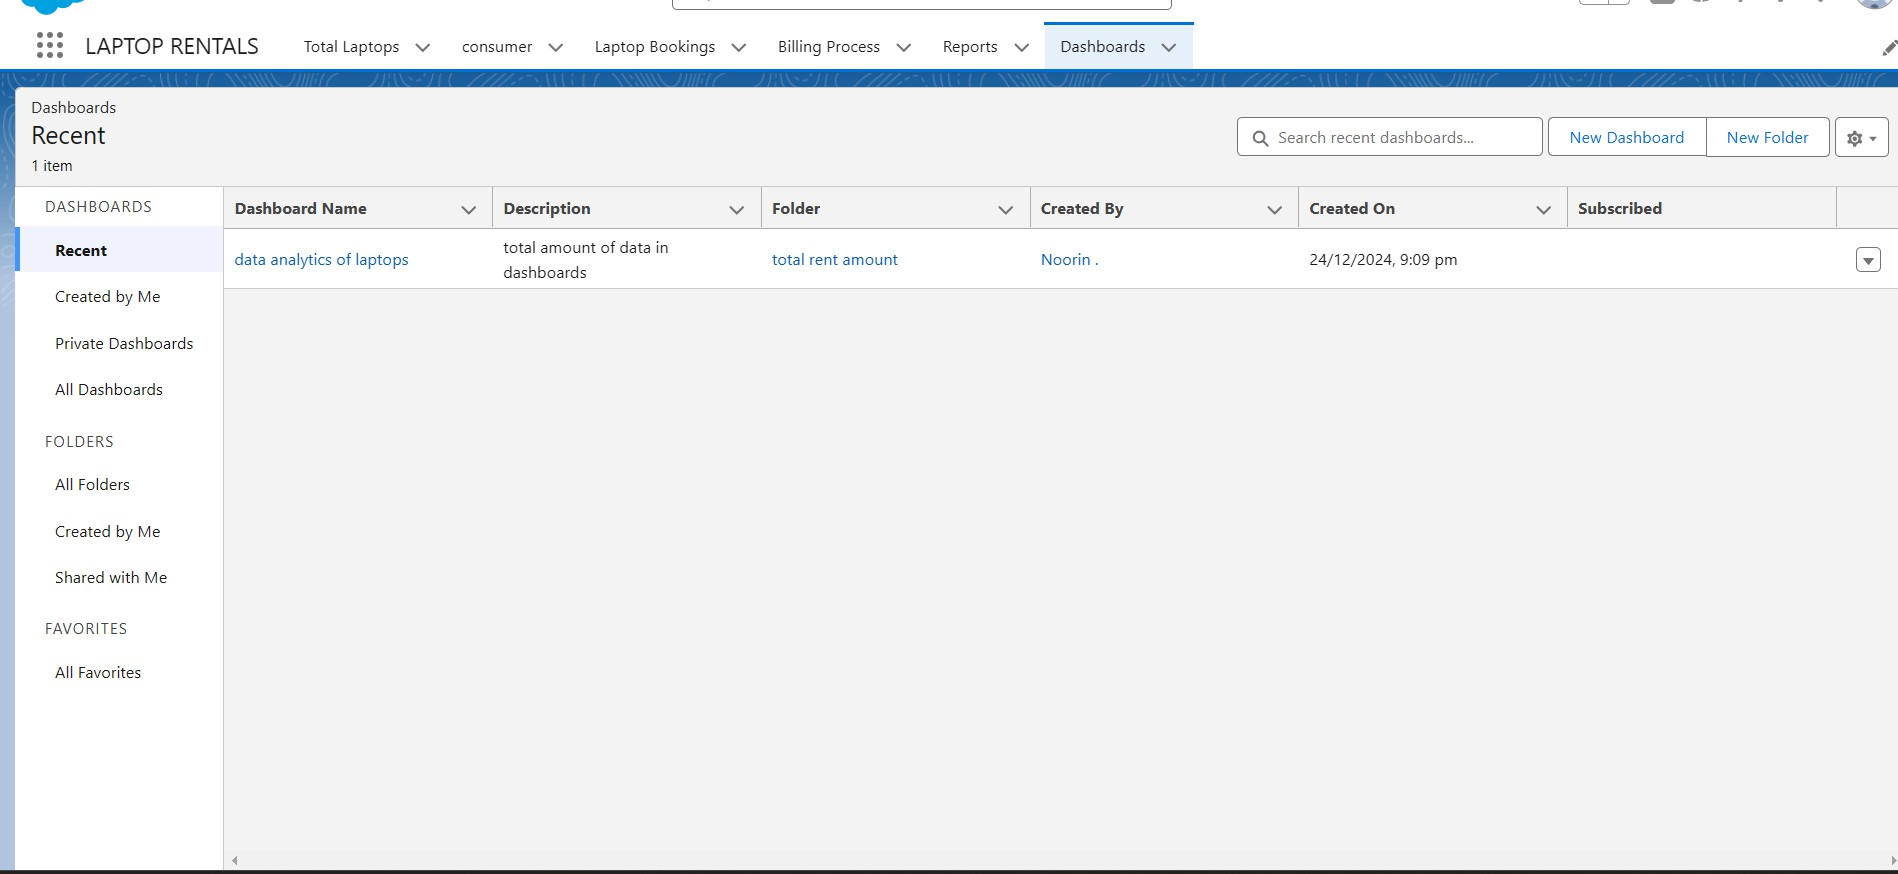 LAPTOP RENTALS
Total Laptops
consumer
Laptop Bookings
Billing Process
Reports
Dashboards
Dashboards
Recent
1 item
Search recent dashboards...
New Dashboard
New Folder
DASHBOARDS
Recent
Created by Me
Private Dashboards
All Dashboards
FOLDERS
All Folders
Created by Me
Shared with Me
FAVORITES
All Favorites
Dashboard Name
Description
Folder
Created By
Created On
Subscribed
data analytics of laptops
total amount of data in
dashboards
total rent amount
Noorin .
24/12/2024, 9:09 pm